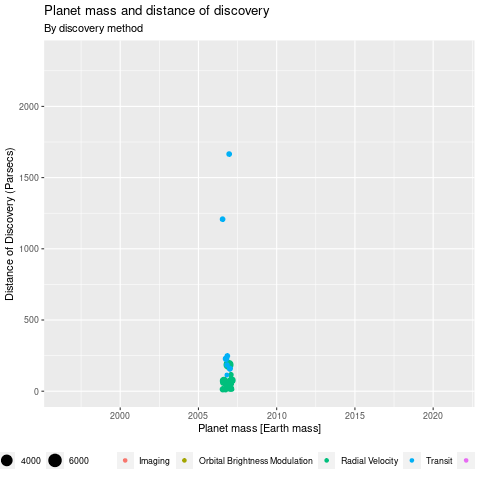 Planet mass and distance of discovery
By discovery method
Distance of Discovery (Parsecs)
2000
1500
1000
500
0
2000 2005 2010 2015 2020
Planet mass [Earth mass]
4000 6000 Imaging Orbital Brightness Modulation Radial Velocity Transit